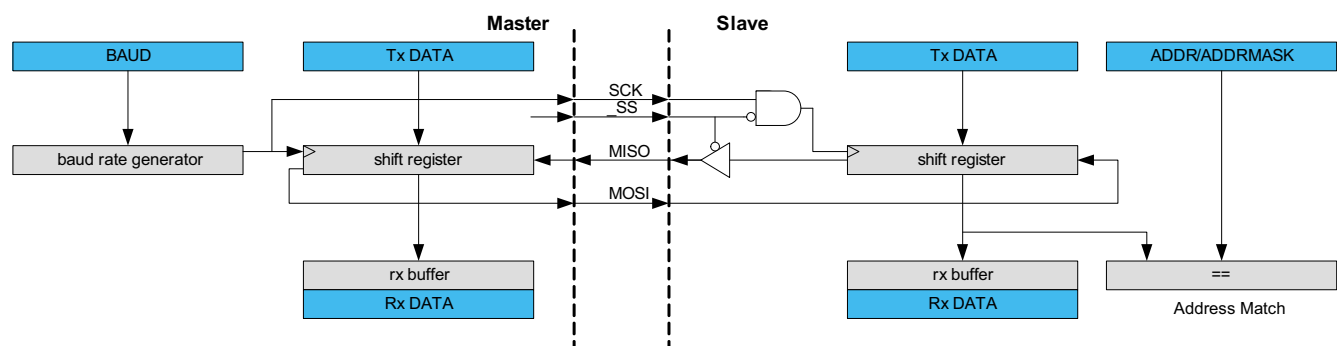 Master
Slave
BAUD
Tx DATA
Tx DATA
ADDR/ADDRMASK
SCK
_SS
baud rate generator
shift register
MISO
shift register
MOSI
rx buffer
rx buffer
==
Rx DATA
Rx DATA
Address Match